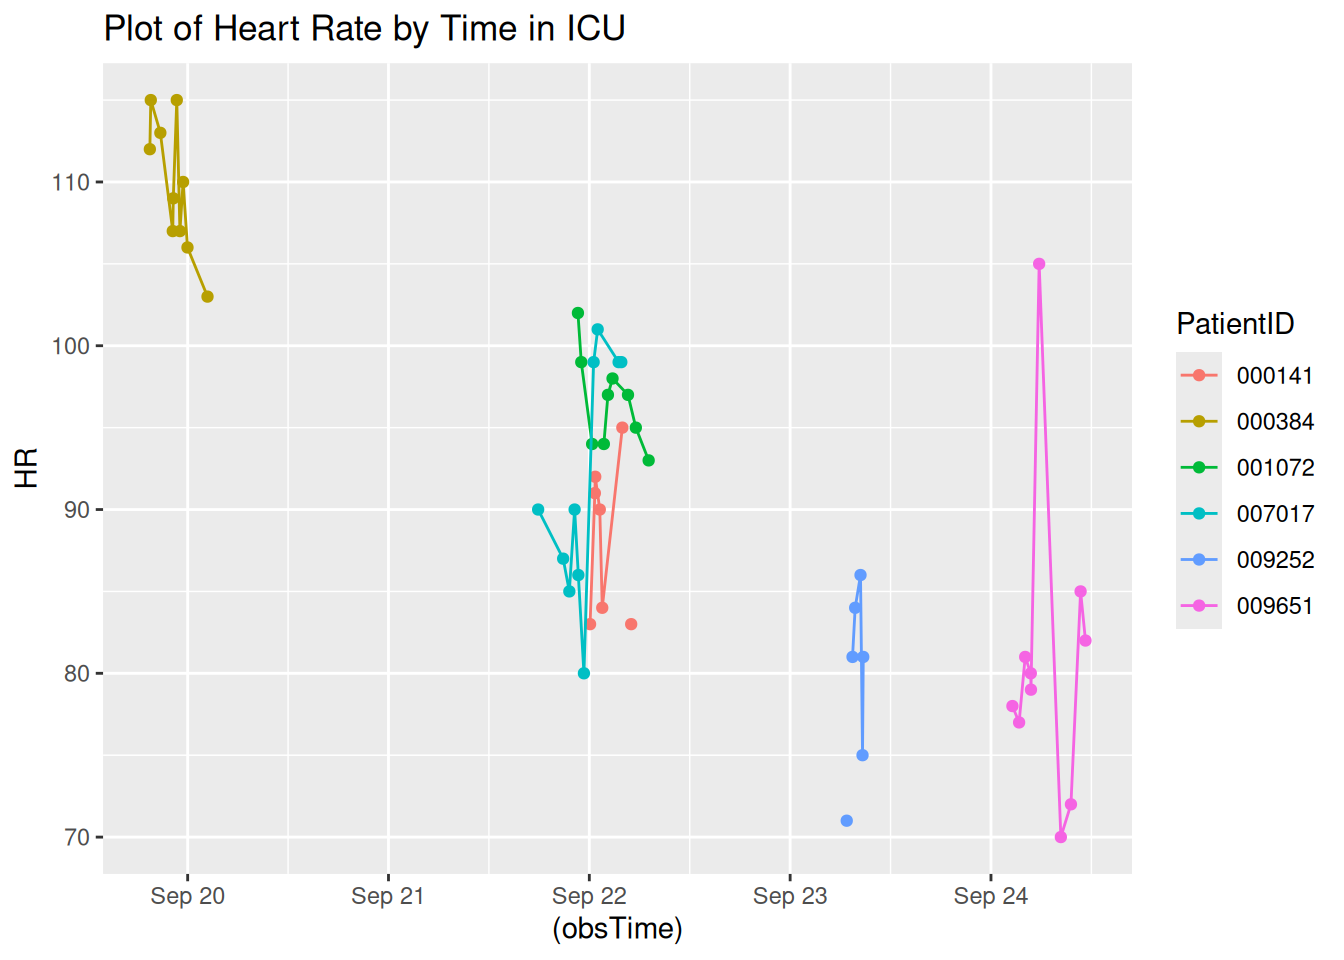 Plot of Heart Rate by Time in ICU
HR
110
100
90
80
70
Sep 20 Sep 21 Sep 22 Sep 23 Sep 24
(obsTime)
PatientID
000141
000384
001072
007017
009252
009651